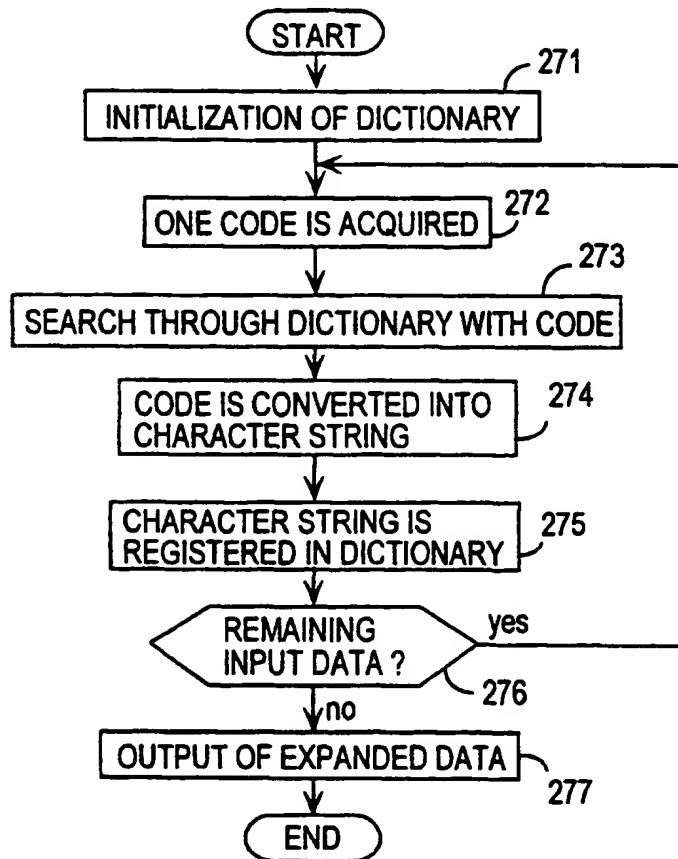 START
271
INITIALIZATION OF DICTIONARY
272
ONE CODE IS ACQUIRED
273
SEARCH THROUGH DICTIONARY WITH CODE
CODE IS CONVERTED INTO
CHARACTER STRING
274
CHARACTER STRING IS
REGISTERED IN DICTIONARY
275
REMAINING
INPUT DATA ?
yes
276
no
OUTPUT OF EXPANDED DATA
277
END